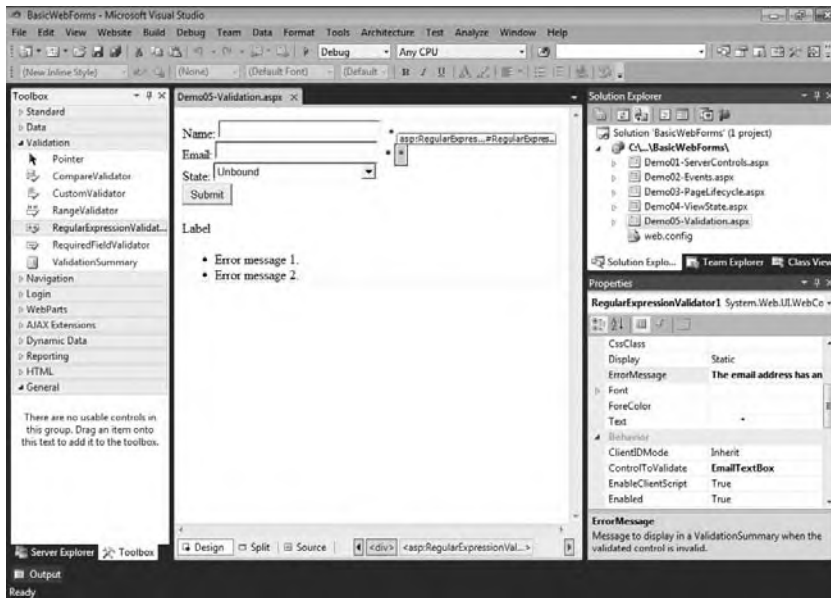 BasicWebForms - Microsoft Visual Studio
File Edit View Website Build Debug Team Data Format Tools Architecture Test Analyze Window Help
Debug Any CPU
(New Inline Style) (None) (Default Font) (Default B I U A
Toolbox
Standard
Data
Validation
Pointer
CompareValidator
CustomValidator
RangeValidator
RegularExpressionValidat...
RequiredFieldValidator
ValidationSummary
Navigation
Login
WebParts
AJAX Extensions
Dynamic Data
Reporting
HTML
General
There are no usable controls in
this group. Drag an item onto
this text to add it to the toolbox.
Server Explorer Toolbox
Demo05-Validation.aspx
Name: *
asp:RegularExpres...#RegularExpres...
Email: * *
State: Unbound
Submit
Label
• Error message 1.
• Error message 2.
Design Split Source <div> <asp:RegularExpressionVal...>
Solution Explorer
Solution 'BasicWebForms' (1 project)
C:\...\BasicWebForms\
Demo01-ServerControls.aspx
Demo02-Events.aspx
Demo03-PageLifecycle.aspx
Demo04-ViewState.aspx
Demo05-Validation.aspx
web.config
Solution Explo... Team Explorer Class View
Properties
RegularExpressionValidator1 System.Web.UI.WebCo
CssClass
Display Static
ErrorMessage The email address has an
Font
ForeColor
Text *
Behavior
ClientIDMode Inherit
ControlToValidate EmailTextBox
EnableClientScript True
Enabled True
ErrorMessage
Message to display in a ValidationSummary when the
validated control is invalid.
Output
Ready